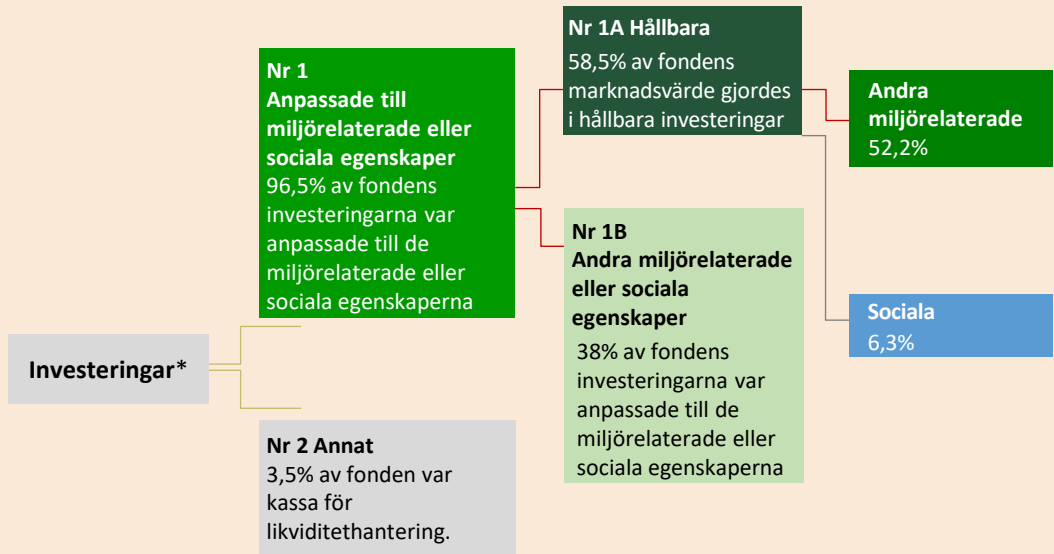 Investeringar*
Nr 1
Anpassade till
miljörelaterade eller
sociala egenskaper
96,5% av fondens
investeringarna var
anpassade till de
miljörelaterade eller
sociala egenskaperna
Nr 2 Annat
3,5% av fonden var
kassa för
likviditethantering.
Nr 1A Hållbara
58,5% av fondens
marknadsvärde gjordes
i hållbara investeringar
Nr 1B
Andra miljörelaterade
eller sociala
egenskaper
38% av fondens
investeringarna var
anpassade till de
miljörelaterade eller
sociala egenskaperna
Andra
miljörelaterade
52,2%
Sociala
6,3%